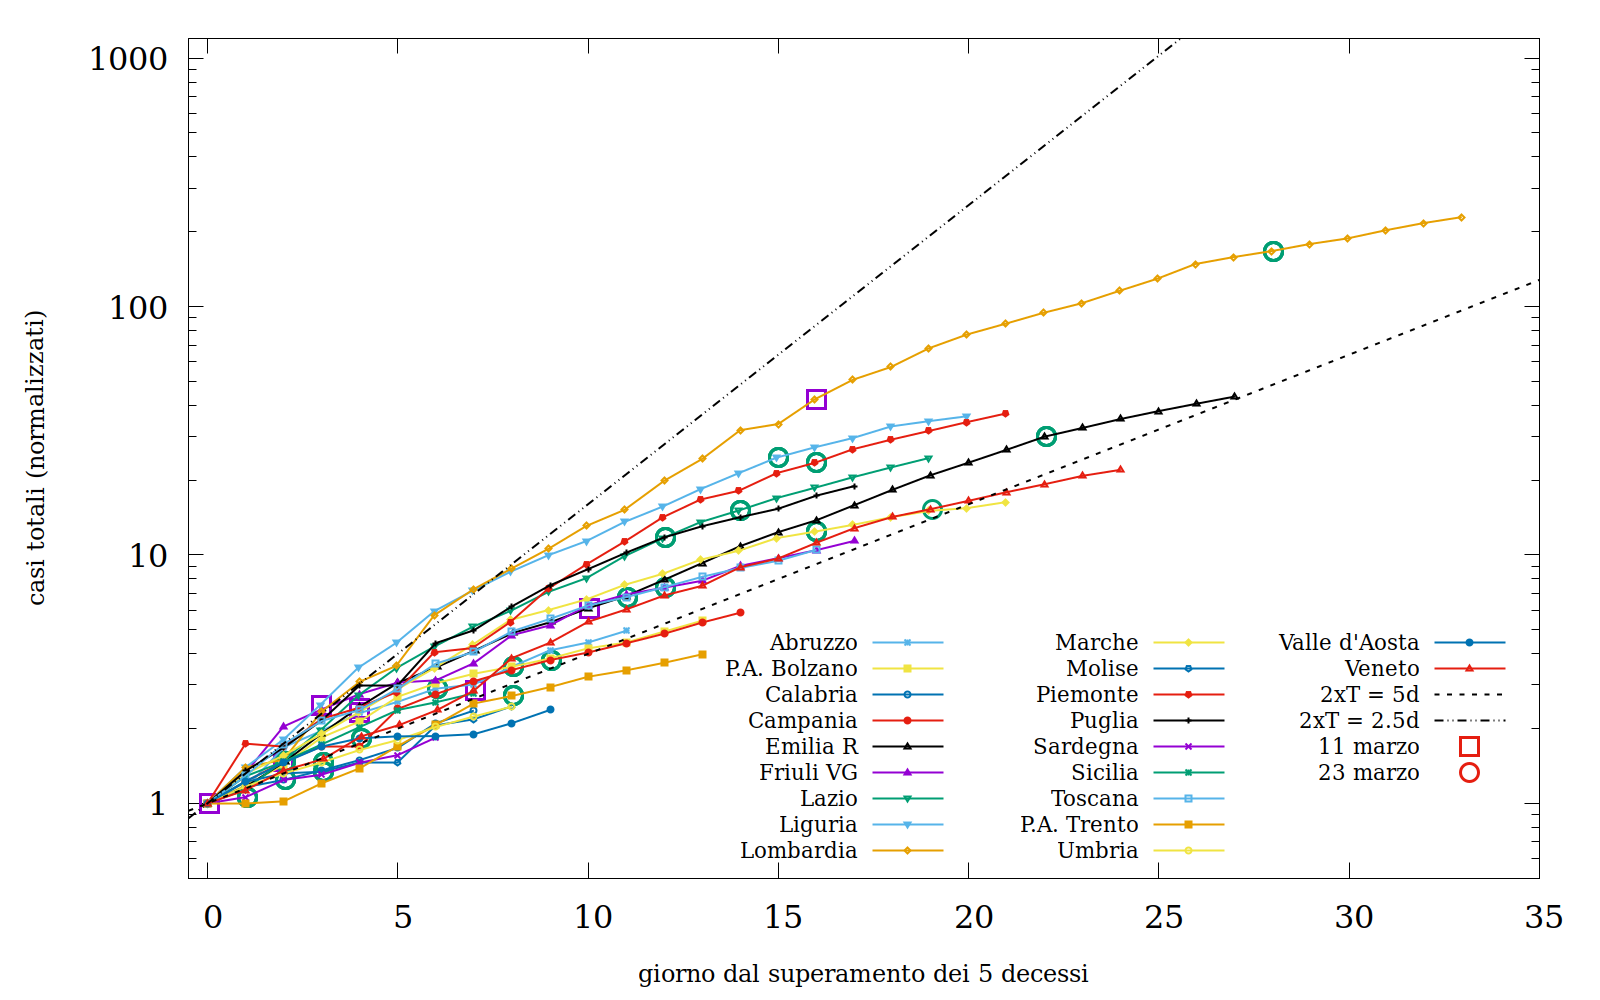 1000
100
10
1
casi totali (normalizzati)
0 5 10 15 20 25 30 35
giorno dal superamento dei 5 decessi
Abruzzo
P.A. Bolzano
Calabria
Campania
Emilia R
Friuli VG
Lazio
Liguria
Lombardia
Marche
Molise
Piemonte
Puglia
Sardegna
Sicilia
Toscana
P.A. Trento
Umbria
Valle d'Aosta
Veneto
2xT = 5d
2xT = 2.5d
11 marzo
23 marzo